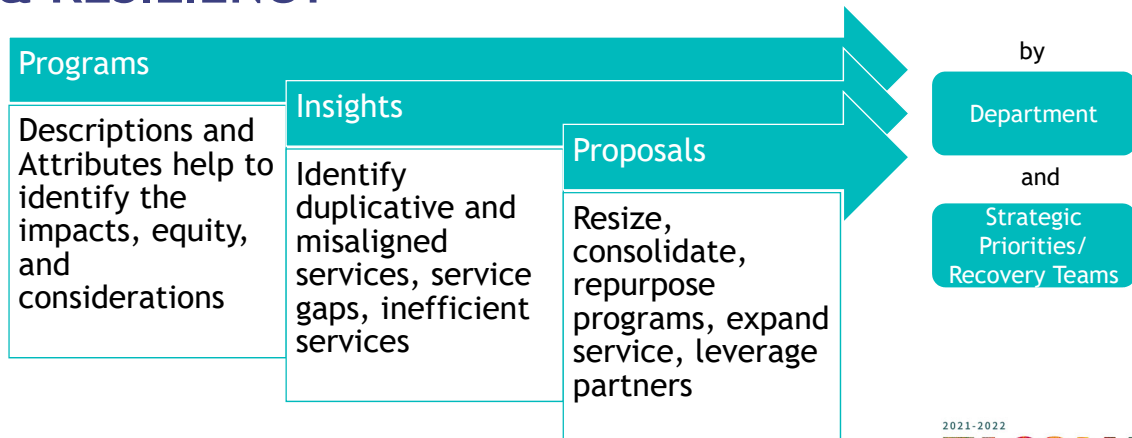 & RESILIENCY
Programs
Descriptions and
Attributes help to
identify the
impacts, equity,
and
considerations
Insights
Identify
duplicative and
misaligned
services, service
gaps, inefficient
services
Proposals
Resize,
consolidate,
repurpose
programs, expand
service, leverage
partners
by
Department
and
Strategic
Priorities/
Recovery Teams
2021-2022